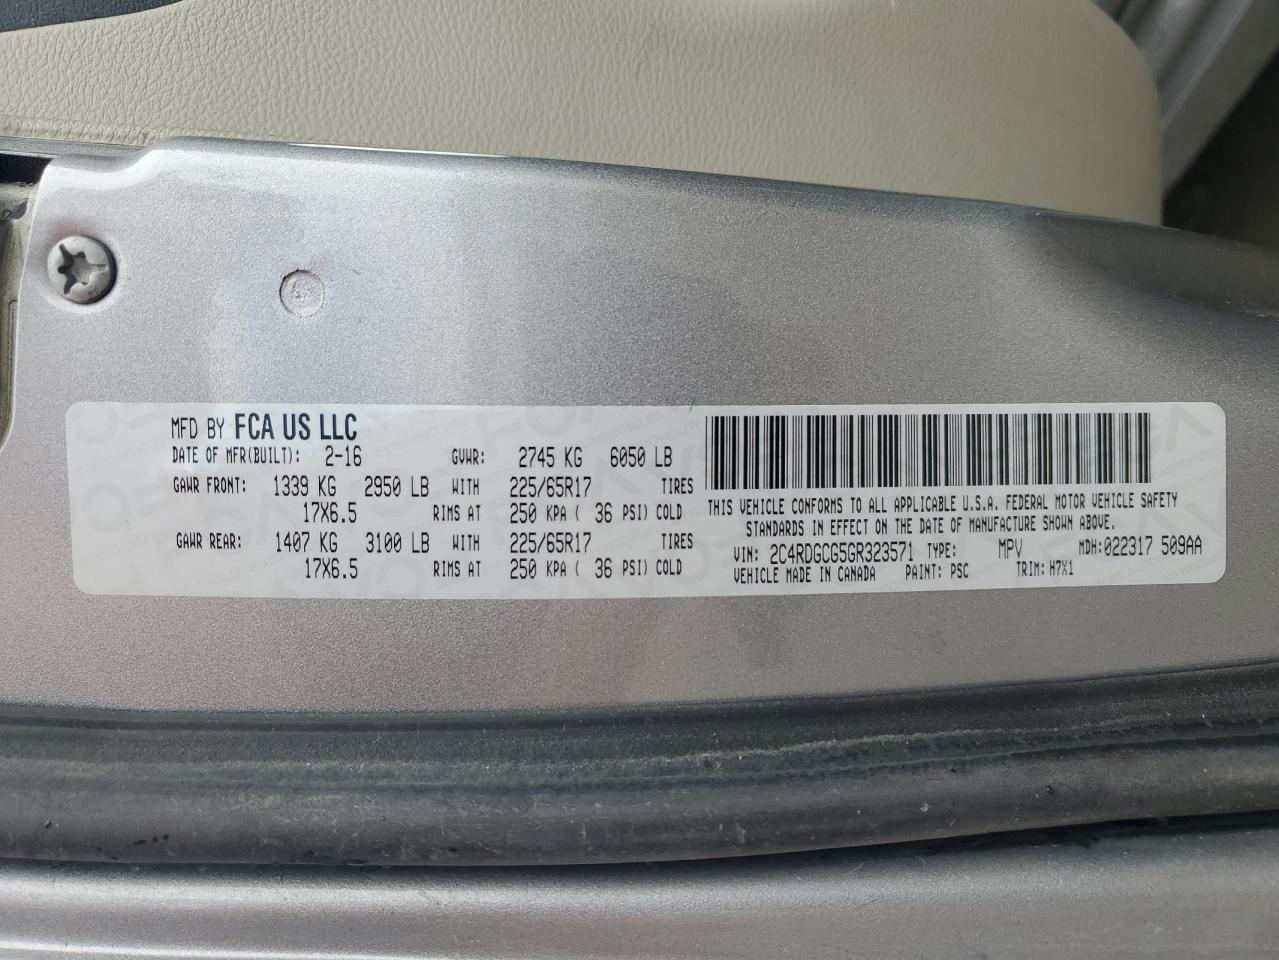 MFD BY FCA US LLC
DATE OF MFR(BUILT): 2-16 GVWR: 2745 KG 6050 LB
GAWR FRONT: 1339 KG 2950 LB WITH 225/65R17 TIRES
17X6.5 RIMS AT 250 KPA ( 36 PSI) COLD
GAWR REAR: 1407 KG 3100 LB WITH 225/65R17 TIRES
17X6.5 RIMS AT 250 KPA ( 36 PSI) COLD
THIS VEHICLE CONFORMS TO ALL APPLICABLE U.S.A. FEDERAL MOTOR VEHICLE SAFETY
STANDARDS IN EFFECT ON THE DATE OF MANUFACTURE SHOWN ABOVE.
VIN: 2C4RDGCG5GR323571 TYPE: MPV MDH:022317 509AA
VEHICLE MADE IN CANADA PAINT: PSC TRIM: H7X1